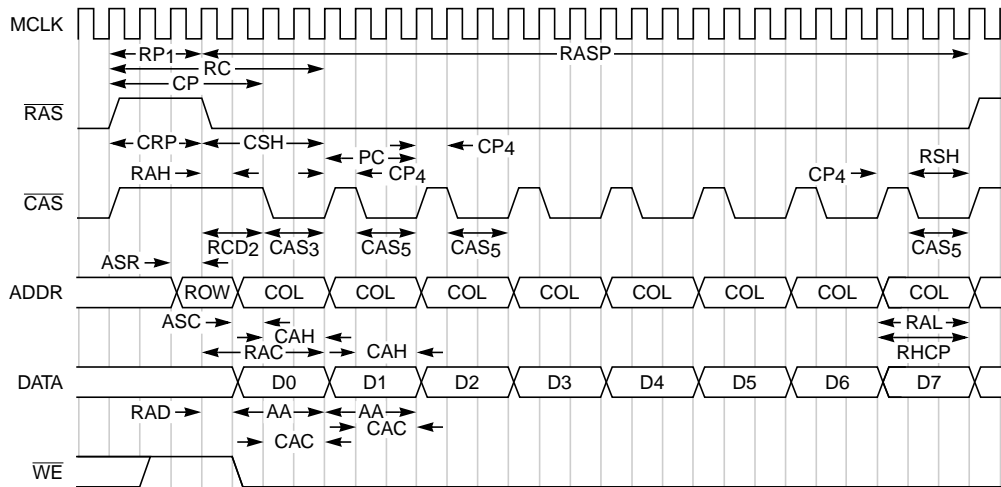 MCLK
RP1
RASP
RC
CP
RAS
CRP
CSH
CP4
PC
RSH
RAH
CP4
CP4
CAS
RCD2
CAS3
CAS5
CAS5
CAS5
ASR
ADDR
ROW
COL
COL
COL
COL
COL
COL
COL
COL
ASC
RAL
CAH
RAC
CAH
RHCP
DATA
D0
D1
D2
D3
D4
D5
D6
D7
RAD
AA
AA
CAC
CAC
WE